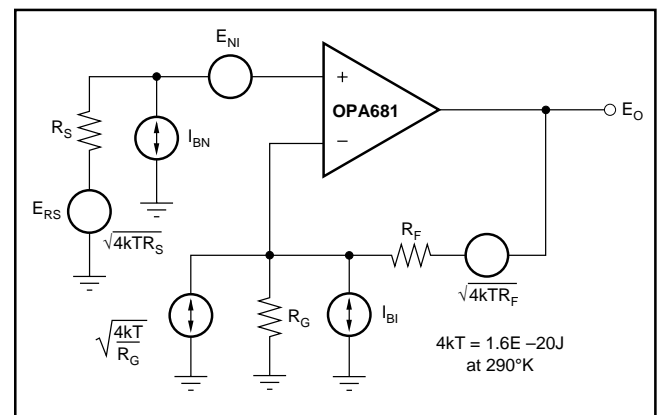 E_NI
+
OPA681
−
E_O
R_S
I_BN
E_RS
√4kTR_S
R_F
√4kTR_F
√4kT/R_G
R_G
I_BI
4kT = 1.6E –20J
at 290°K